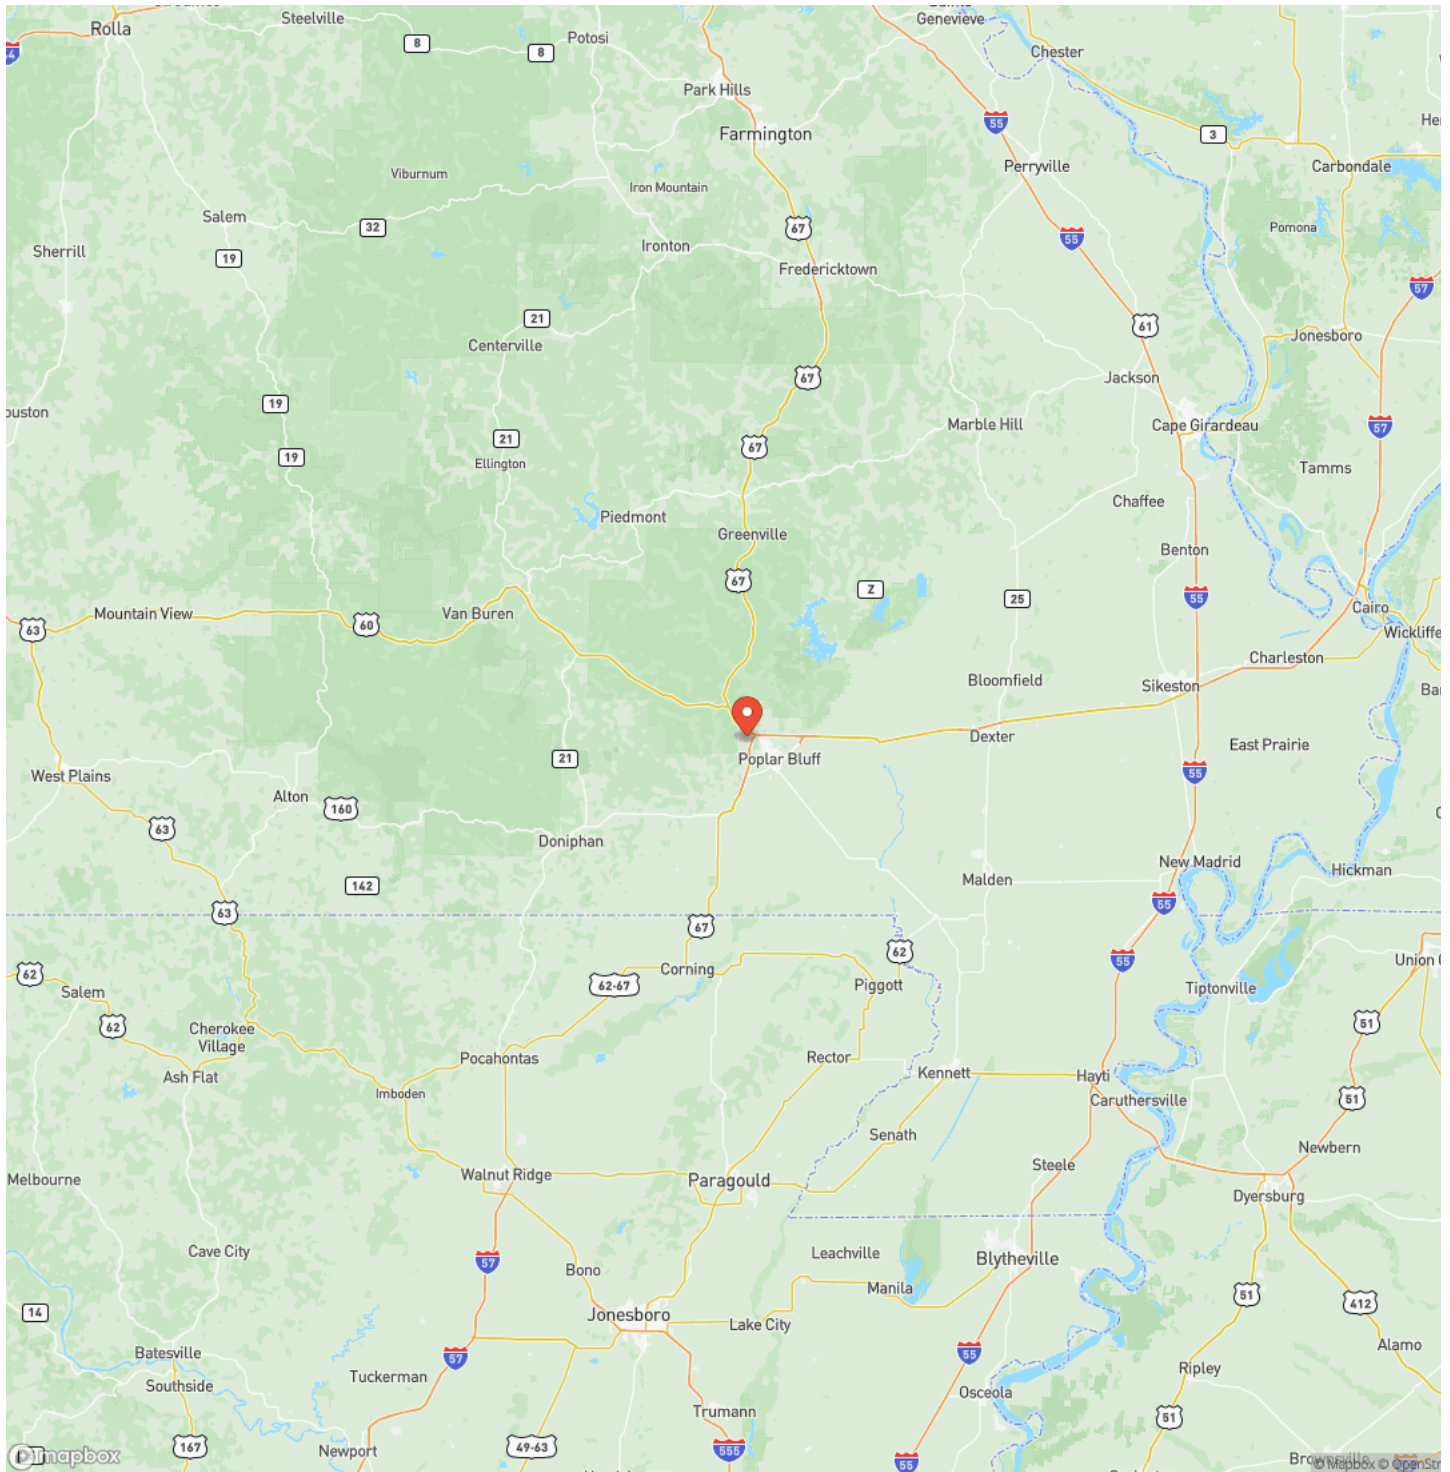 Steelville
Rolla
Genevieve
Potosi
Chester
8
8
44
Park Hills
55
Farmington
3
Perryville
Carbondale
Viburnum
Iron Mountain
Salem
32
67
Pomona
Sherrill
19
Ironton
55
Fredericktown
57
21
61
Centerville
Jonesboro
Jackson
19
67
ouston
Marble Hill
Cape Girardeau
57
21
67
19
Ellington
Tamms
Chaffee
Piedmont
Greenville
Benton
67
Z
25
55
Cairo
Mountain View
Van Buren
63
60
Wickliffe
Charleston
Bloomfield
Sikeston
Ba
Dexter
East Prairie
Poplar Bluff
21
55
West Plains
Alton
160
63
Doniphan
New Madrid
Hickman
142
Malden
55
63
67
62
55
Union C
62
62-67
Corning
Salem
Piggott
Tiptonville
62
Cherokee
Village
51
Pocahontas
Rector
Ash Flat
Kennett
Hayti
Imboden
Caruthersville
51
Senath
Newbern
Steele
Melbourne
Walnut Ridge
Paragould
Dyersburg
Cave City
Leachville
Blytheville
57
Bono
Manila
51
412
14
Jonesboro
Lake City
Batesville
57
55
Alamo
Tuckerman
Ripley
Southside
Osceola
Trumann
51
Newport
167
49-63
555
55
mapbox
© Mapbox © OpenStr